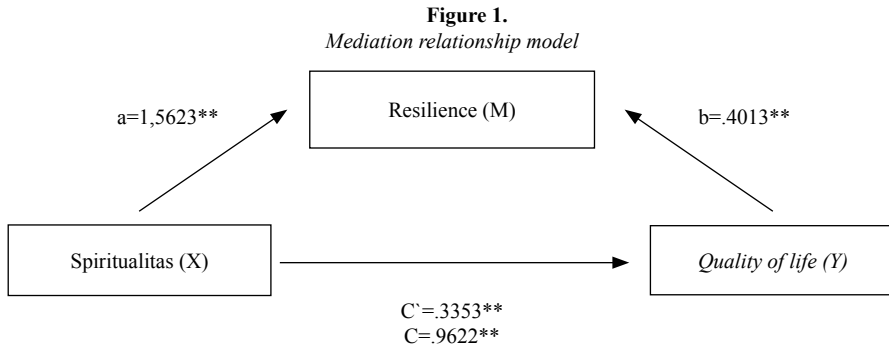 Figure 1.
Mediation relationship model
Resilience (M)
a=1,5623**
b=.4013**
Spiritualitas (X)
Quality of life (Y)
C`=.3353**
C=.9622**